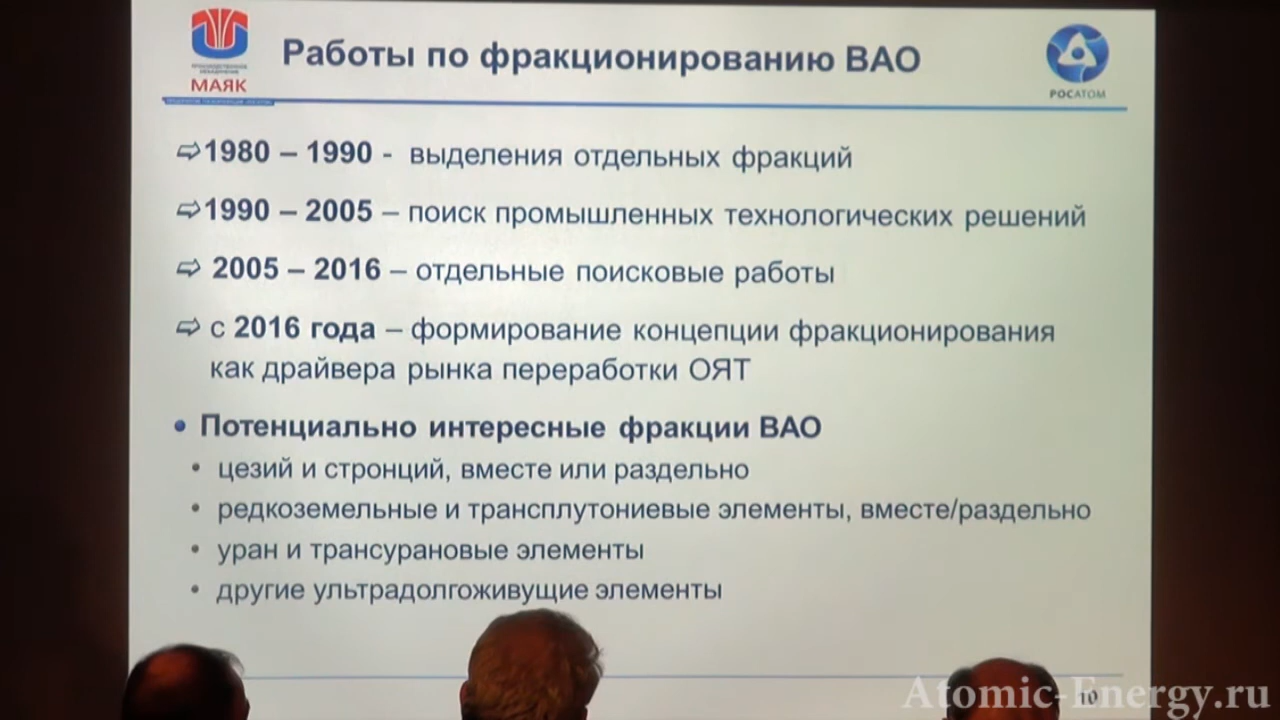 Работы по фракционированию ВАО
ПРОИЗВОДСТВЕННОЕ
ОБЪЕДИНЕНИЕ
МАЯК
РОСАТОМ
⇨1980 – 1990 - выделения отдельных фракций
⇨1990 – 2005 – поиск промышленных технологических решений
⇨ 2005 – 2016 – отдельные поисковые работы
⇨ с 2016 года – формирование концепции фракционирования
как драйвера рынка переработки ОЯТ
• Потенциально интересные фракции ВАО
• цезий и стронций, вместе или раздельно
• редкоземельные и трансплутониевые элементы, вместе/раздельно
• уран и трансурановые элементы
• другие ультрадолгоживущие элементы
10
Atomic-Energy.ru